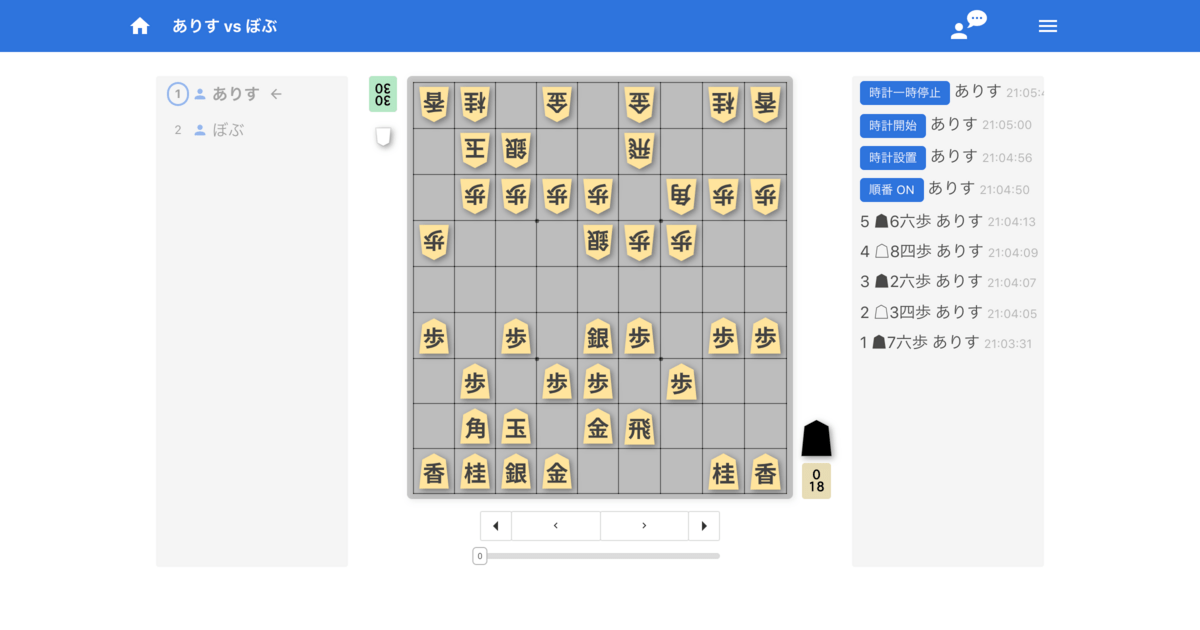 ありす vs ぼぶ
1 ありす ←
2 ぼぶ
30
30
香 桂 金 金 桂 香
王 銀 飛
歩 歩 歩 歩 角 歩 歩
歩 銀 歩 歩
歩 歩 銀 歩 歩 歩
歩 歩 歩 歩
角 玉 金 飛
香 桂 銀 金 桂 香
0
18
0
時計一時停止 ありす 21:05:4
時計開始 ありす 21:05:00
時計設置 ありす 21:04:56
順番 ON ありす 21:04:50
5 ☗6六歩 ありす 21:04:13
4 ☖8四歩 ありす 21:04:09
3 ☗2六歩 ありす 21:04:07
2 ☖3四歩 ありす 21:04:05
1 ☗7六歩 ありす 21:03:31